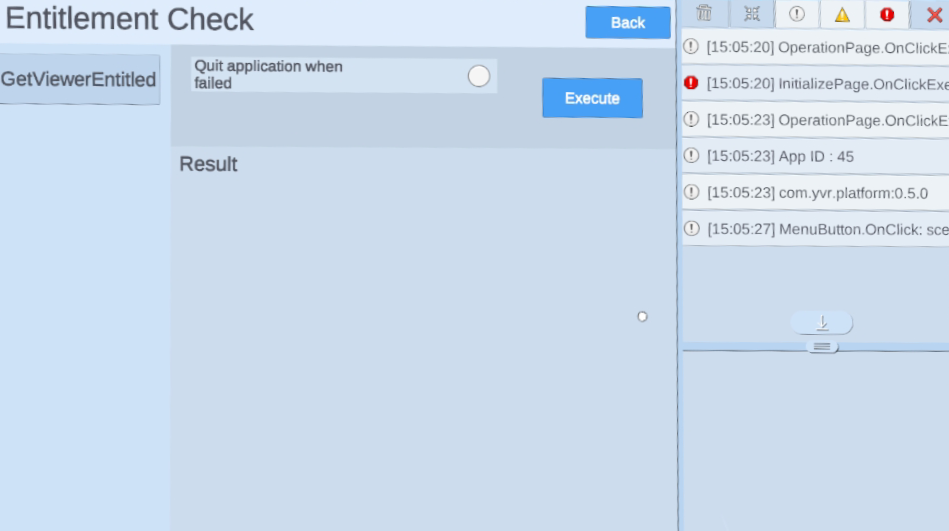 Entitlement Check
Back
GetViewerEntitled
Quit application when
failed
Execute
Result
[15:05:20] OperationPage.OnClickE
[15:05:20] InitializePage.OnClickExe
[15:05:23] OperationPage.OnClickE
[15:05:23] App ID : 45
[15:05:23] com.yvr.platform:0.5.0
[15:05:27] MenuButton.OnClick: sce